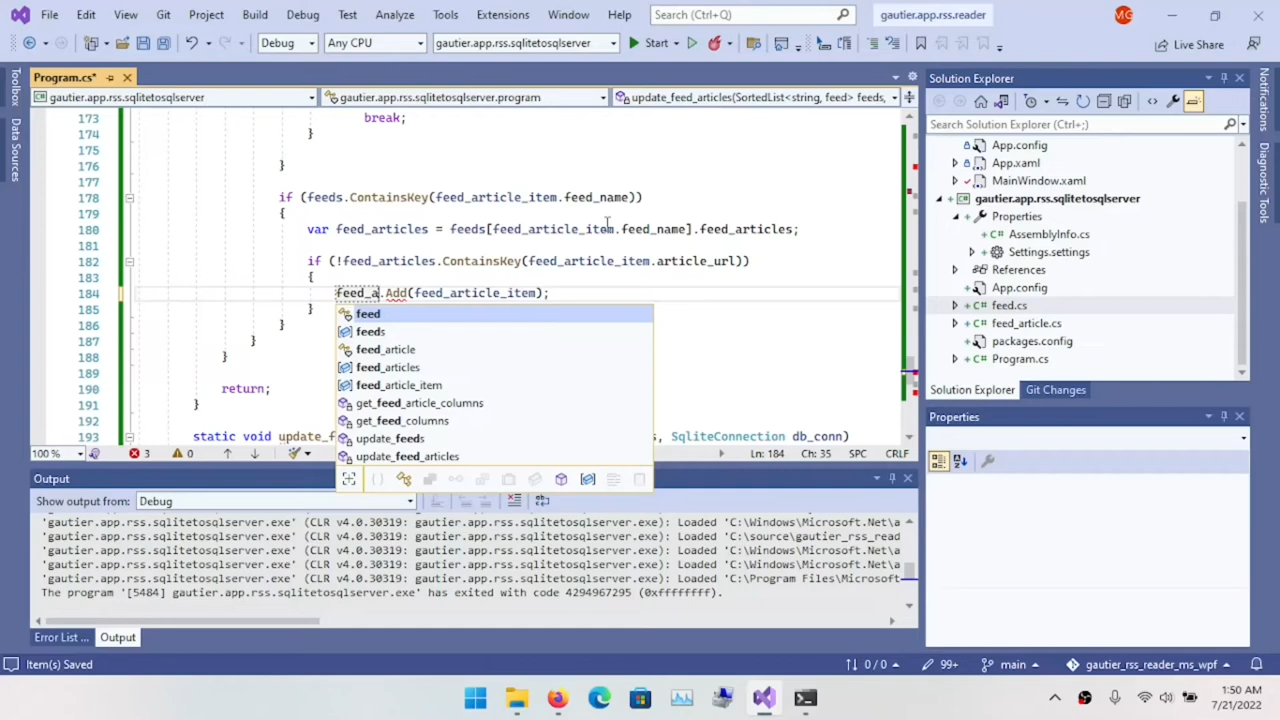 File Edit View Git Project Build Debug Test Analyze Tools Extensions Window Help Search (Ctrl+Q) gautier.app.rss.reader MG
Debug Any CPU gautier.app.rss.sqlitetosqlserver Start Live Share
Toolbox
Data Sources
Program.cs*
gautier.app.rss.sqlitetosqlserver gautier.app.rss.sqlitetosqlserver.program update_feed_articles(SortedList<string, feed> feeds,
173 break;
174 }
175
176 }
177
178 if (feeds.ContainsKey(feed_article_item.feed_name))
179 {
180 var feed_articles = feeds[feed_article_item.feed_name].feed_articles;
181
182 if (!feed_articles.ContainsKey(feed_article_item.article_url))
183 {
184 feed_a.Add(feed_article_item);
185 }
186 }
187 }
188 }
189
190 return;
191 }
192
193 static void update_f s, SqliteConnection db_conn)
feed
feeds
feed_article
feed_articles
feed_article_item
get_feed_article_columns
get_feed_columns
update_feeds
update_feed_articles
100 % 3 0 Ln: 184 Ch: 35 SPC CRLF
Output
Show output from: Debug
'gautier.app.rss.sqlitetosqlserver.exe' (CLR v4.0.30319: gautier.app.rss.sqlitetosqlserver.exe): Loaded 'C:\Windows\Microsoft.Net\a
'gautier.app.rss.sqlitetosqlserver.exe' (CLR v4.0.30319: gautier.app.rss.sqlitetosqlserver.exe): Loaded 'C:\source\gautier_rss_read
'gautier.app.rss.sqlitetosqlserver.exe' (CLR v4.0.30319: gautier.app.rss.sqlitetosqlserver.exe): Loaded 'C:\Windows\Microsoft.Net\a
'gautier.app.rss.sqlitetosqlserver.exe' (CLR v4.0.30319: gautier.app.rss.sqlitetosqlserver.exe): Loaded 'C:\Windows\Microsoft.Net\a
'gautier.app.rss.sqlitetosqlserver.exe' (CLR v4.0.30319: gautier.app.rss.sqlitetosqlserver.exe): Loaded 'C:\Program Files\Microsoft
The program '[5484] gautier.app.rss.sqlitetosqlserver.exe' has exited with code 4294967295 (0xffffffff).
Error List ... Output
Solution Explorer
Search Solution Explorer (Ctrl+;)
App.config
App.xaml
MainWindow.xaml
gautier.app.rss.sqlitetosqlserver
Properties
C# AssemblyInfo.cs
Settings.settings
References
App.config
C# feed.cs
C# feed_article.cs
packages.config
C# Program.cs
Solution Explorer Git Changes
Properties
Notifications
Diagnostic Tools
Item(s) Saved 0 / 0 99+ main gautier_rss_reader_ms_wpf
1:50 AM
7/21/2022